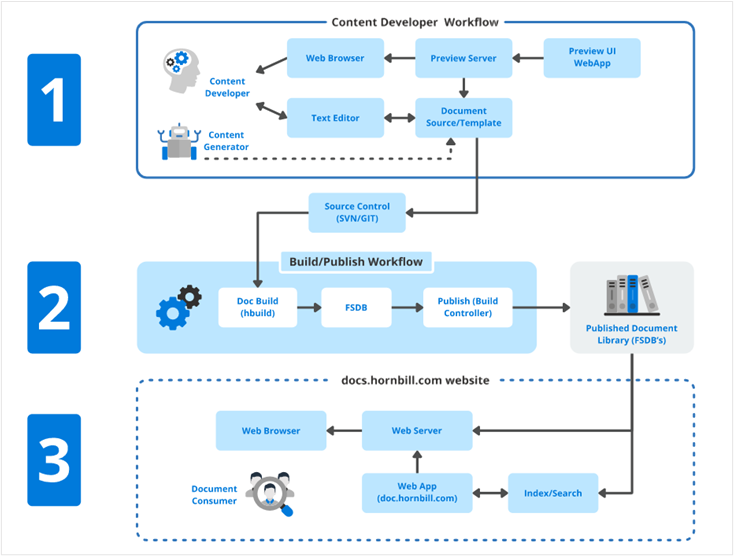 Content Developer Workflow
1
Web Browser
Preview Server
Preview UI
WebApp
Content
Developer
Text Editor
Document
Source/Template
Content
Generator
Source Control
(SVN/GIT)
2
Build/Publish Workflow
Doc Build
(hbuild)
FSDB
Publish (Build
Controller)
Published Document
Library (FSDB's)
docs.hornbill.com website
3
Web Browser
Web Server
Document
Consumer
Web App
(doc.hornbill.com)
Index/Search